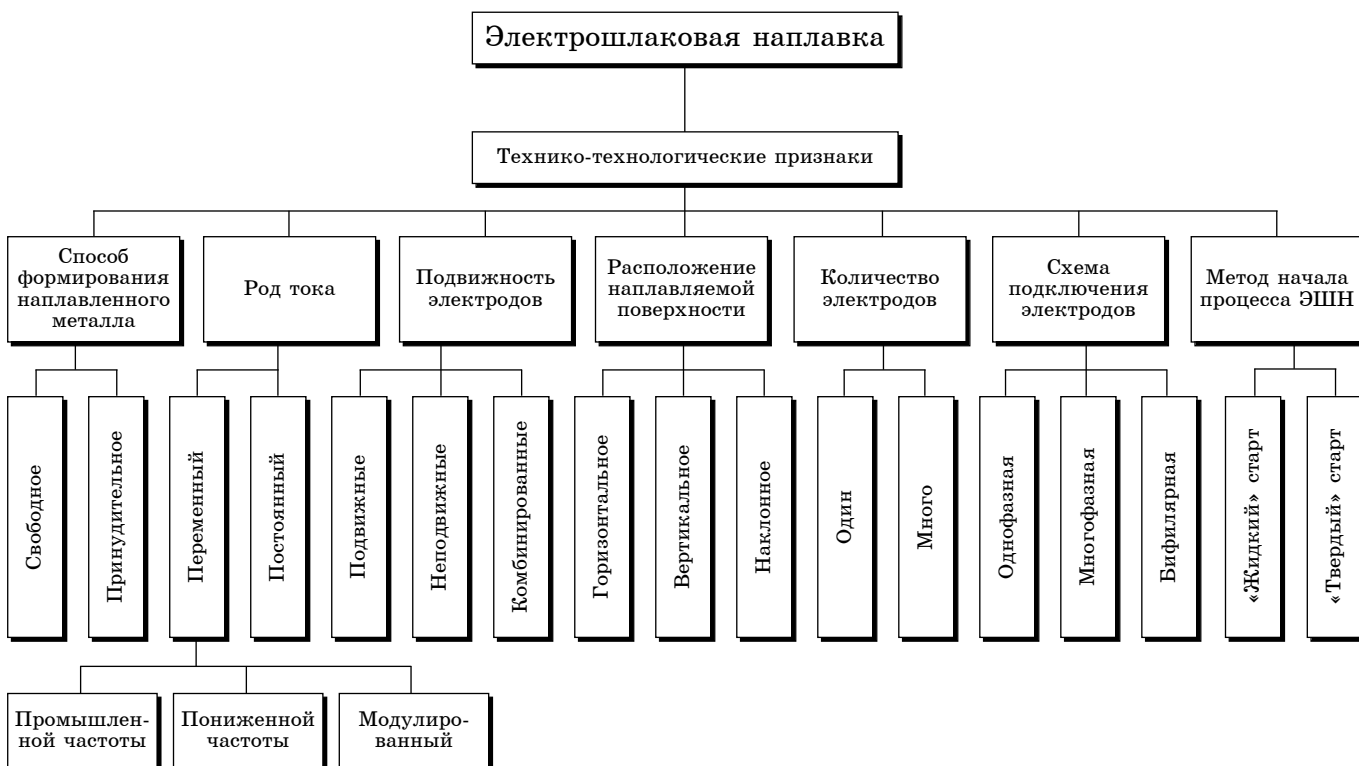 Электрошлаковая наплавка
Технико-технологические признаки
Способ
формирования
наплавленного
металла
Род тока
Подвижность
электродов
Расположение
наплавляемой
поверхности
Количество
электродов
Схема
подключения
электродов
Метод начала
процесса ЭШН
Свободное
Принудительное
Переменный
Постоянный
Подвижные
Неподвижные
Комбинированные
Горизонтальное
Вертикальное
Наклонное
Один
Много
Однофазная
Многофазная
Бифилярная
«Жидкий» старт
«Твердый» старт
Промышлен-
ной частоты
Пониженной
частоты
Модулиро-
ванный